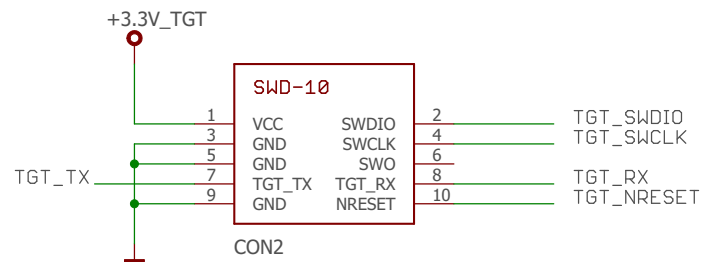 +3.3V_TGT
SWD-10
1 VCC SWDIO 2 TGT_SWDIO
3 GND SWCLK 4 TGT_SWCLK
5 GND SWO 6
TGT_TX 7 TGT_TX TGT_RX 8 TGT_RX
9 GND NRESET 10 TGT_NRESET
CON2